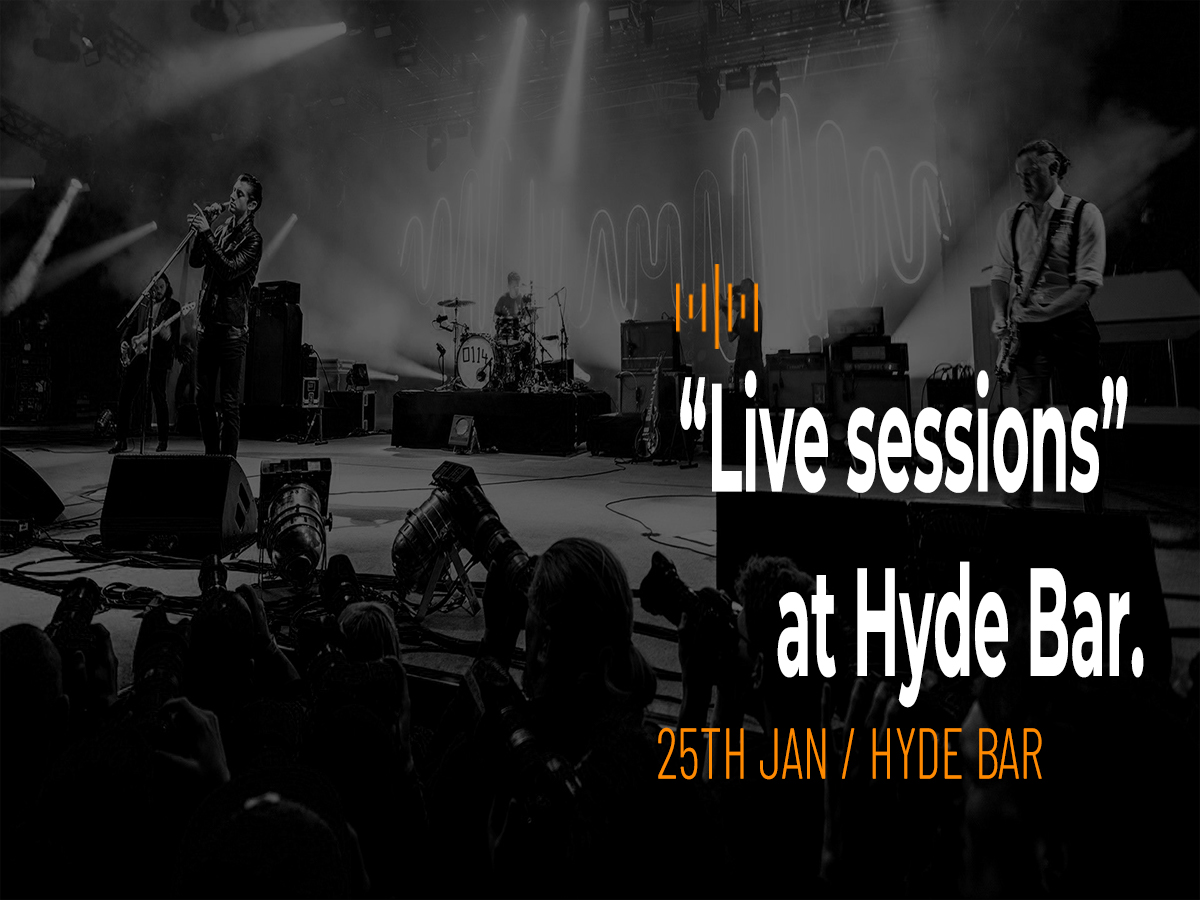 0114
“Live sessions”
at Hyde Bar.
25TH JAN / HYDE BAR